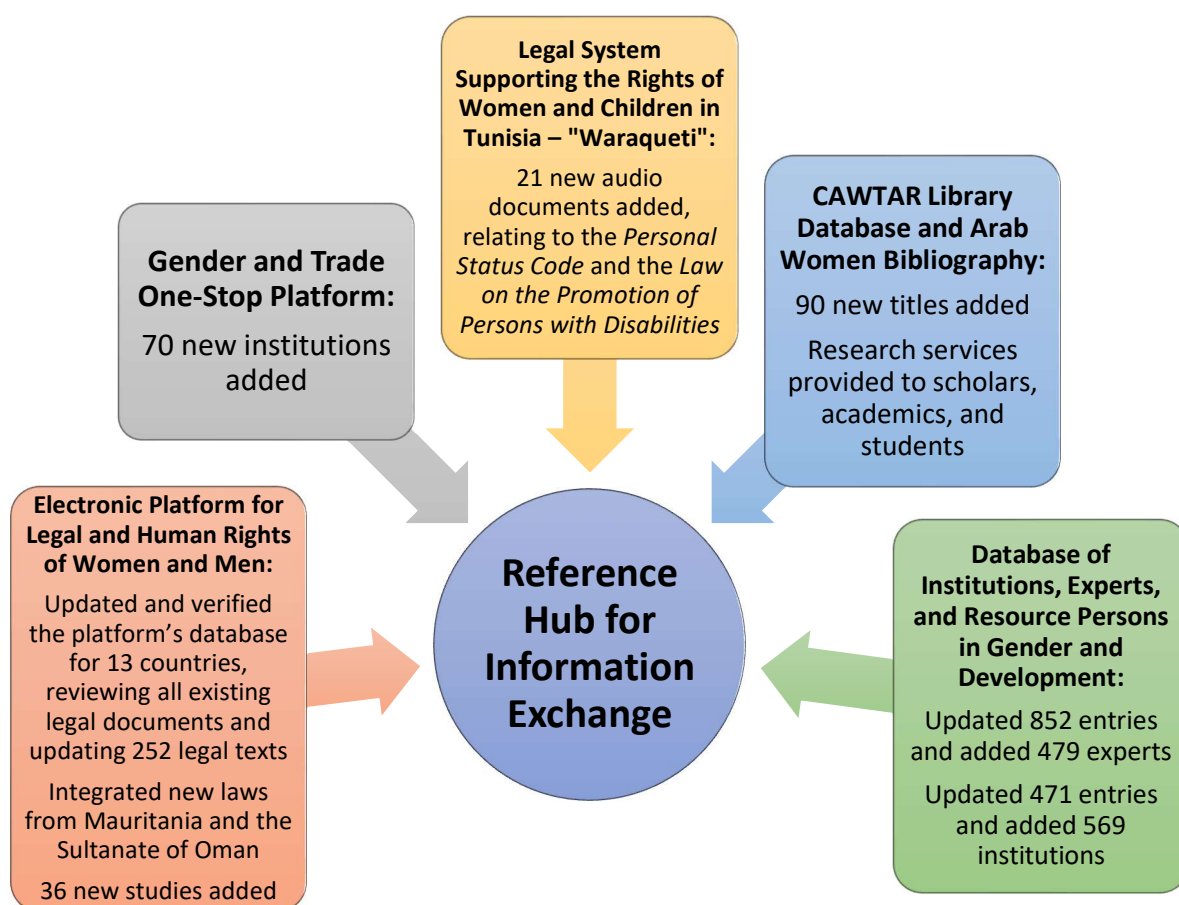 Legal System
Supporting the Rights of
Women and Children in
Tunisia – "Waraqueti":
21 new audio
documents added,
relating to the Personal
Status Code and the Law
on the Promotion of
Persons with Disabilities
Gender and Trade
One-Stop Platform:
70 new institutions
added
CAWTAR Library
Database and Arab
Women Bibliography:
90 new titles added
Research services
provided to scholars,
academics, and
students
Electronic Platform for
Legal and Human Rights
of Women and Men:
Updated and verified
the platform’s database
for 13 countries,
reviewing all existing
legal documents and
updating 252 legal texts
Integrated new laws
from Mauritania and the
Sultanate of Oman
36 new studies added
Reference
Hub for
Information
Exchange
Database of
Institutions, Experts,
and Resource Persons
in Gender and
Development:
Updated 852 entries
and added 479 experts
Updated 471 entries
and added 569
institutions